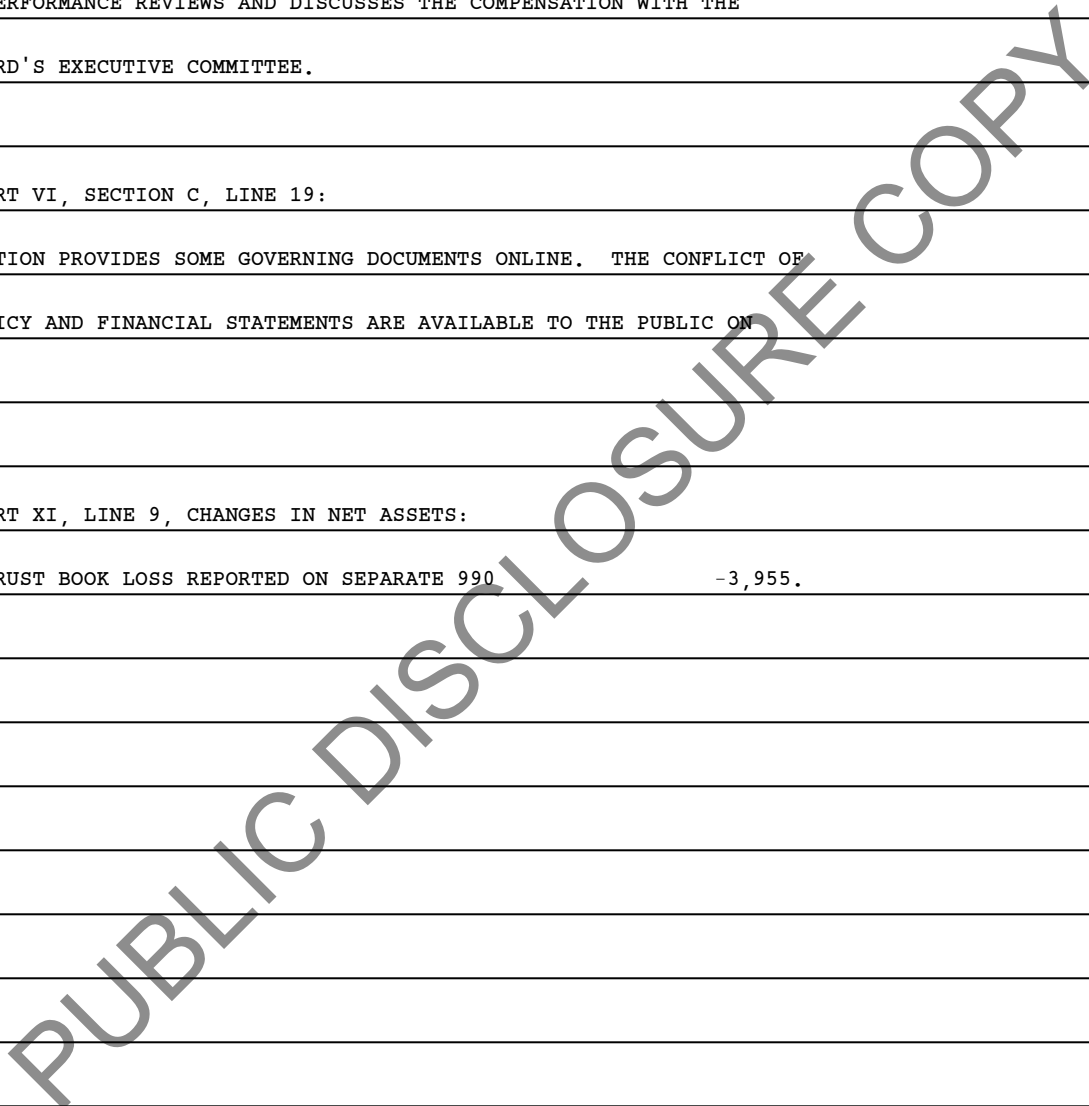 PERFORMANCE REVIEWS AND DISCUSSES THE COMPENSATION WITH THE
RD'S EXECUTIVE COMMITTEE.
RT VI, SECTION C, LINE 19:
TION PROVIDES SOME GOVERNING DOCUMENTS ONLINE. THE CONFLICT OF
ICY AND FINANCIAL STATEMENTS ARE AVAILABLE TO THE PUBLIC ON
RT XI, LINE 9, CHANGES IN NET ASSETS:
RUST BOOK LOSS REPORTED ON SEPARATE 990 -3,955.
PUBLIC DISCLOSURE COPY